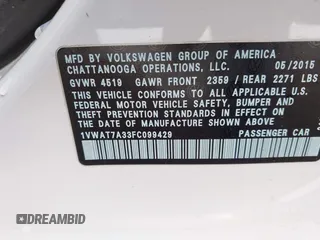 MFD BY VOLKSWAGEN GROUP OF AMERICA
CHATTANOOGA OPERATIONS, LLC. 05/2015
GVWR 4519 GAWR FRONT 2359 / REAR 2271 LBS
THIS VEHICLE CONFORMS TO ALL APPLICABLE U.S.
FEDERAL MOTOR VEHICLE SAFETY, BUMPER AND
THEFT PREVENTION STANDARDS IN EFFECT ON
THE DATE OF MANUFACTURE SHOWN ABOVE
1VWAT7A33FC099429 PASSENGER CAR
DREAMBID